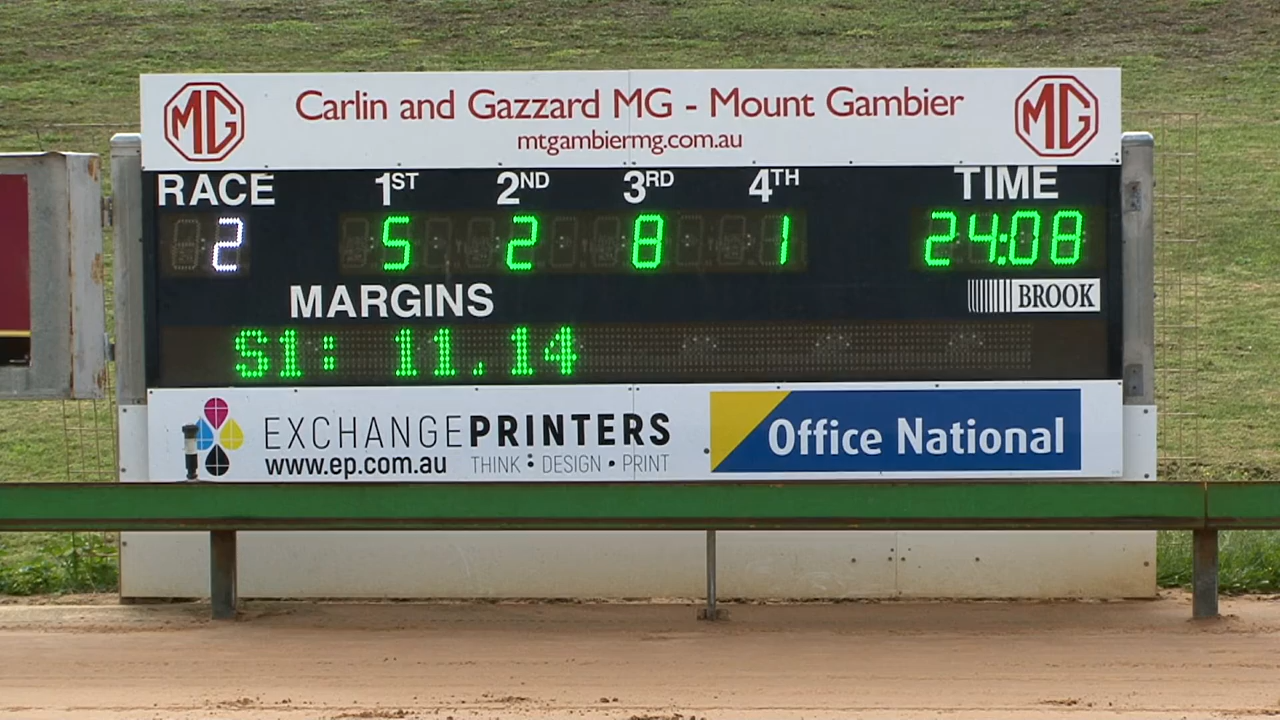 MG Carlin and Gazzard MG - Mount Gambier MG
mtgambiermg.com.au
RACE 1ST 2ND 3RD 4TH TIME
2 5 2 8 1 24:08
MARGINS BROOK
S1: 11.14
EXCHANGEPRINTERS Office National
www.ep.com.au THINK : DESIGN • PRINT